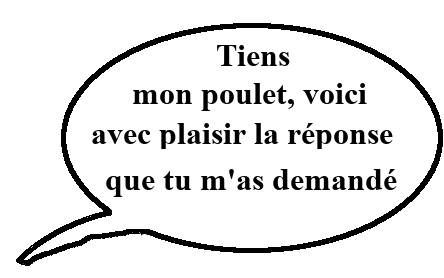 Tiens
mon poulet, voici
avec plaisir la réponse
que tu m'as demandé